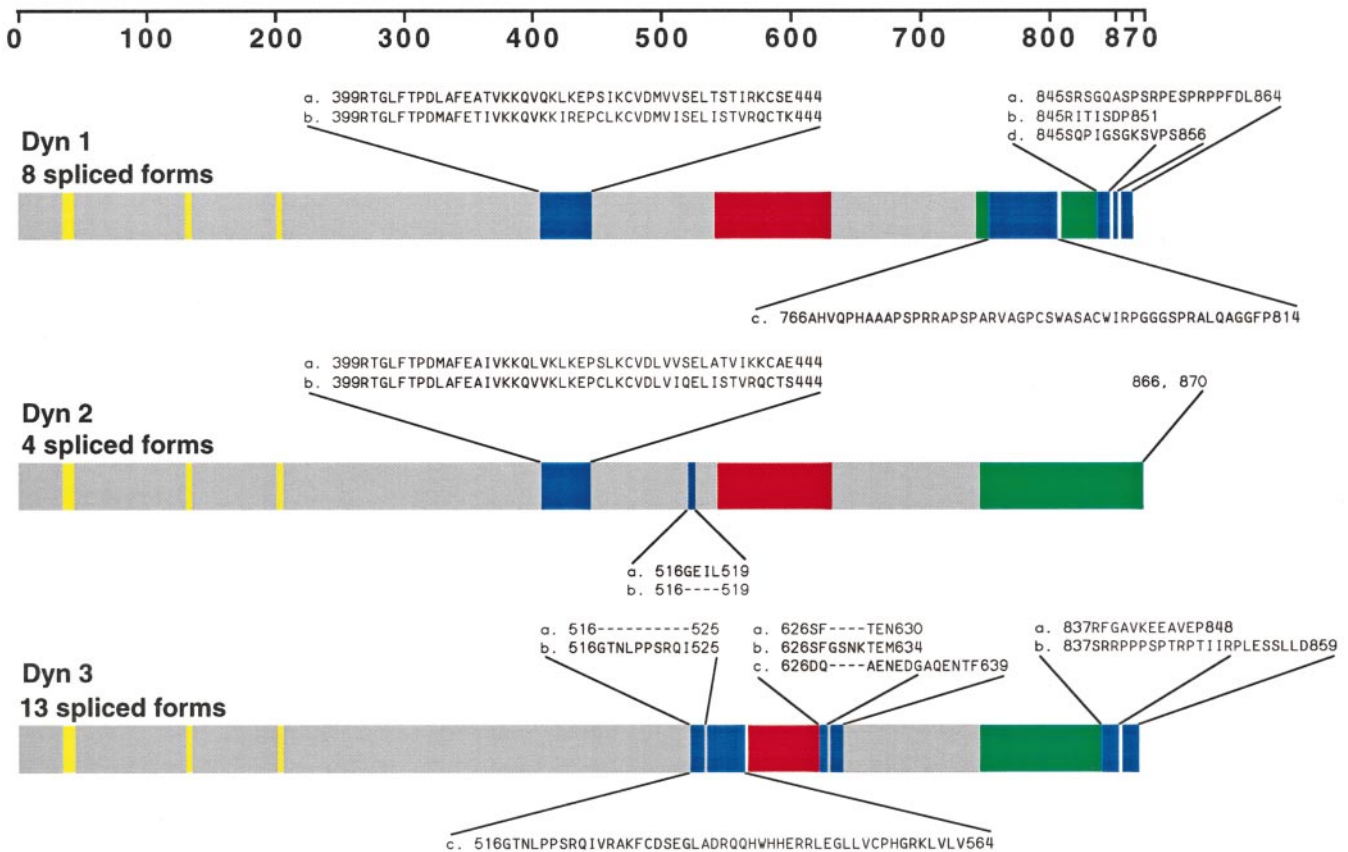 0 100 200 300 400 500 600 700 800 870
a. 399RTGLFTPDLAFEATVKKQVQKLKEPSIKCVDMVVSELTSTIRKCSE444
b. 399RTGLFTPDMAFETIVKKQVKKIREPCLKCVDMVISELISTVRQCTK444
a. 845SRSGQASPSRPESPRPPFDL864
b. 845RITISDP851
d. 845SQPIGSGKSVPS856
Dyn 1
8 spliced forms
c. 766AHVQPHAAAPSPRRAPSPARVAGPCSWASACWIRPGGGSPRALQAGGFP814
a. 399RTGLFTPDMAFEAIVKKQLVKLKEPSLKCVDLVVSELATVIKKCAE444
b. 399RTGLFTPDLAFEAIVKKQVVKLKEPCLKCVDLVIQELISTVRQCTS444
866, 870
Dyn 2
4 spliced forms
a. 516GEIL519
b. 516----519
a. 516----------525
b. 516GTNLPPSRQI525
a. 626SF----TEN630
b. 626SFGSNKTEM634
c. 626DQ----AENEDGAQENTF639
a. 837RFGAVKEEAVEP848
b. 837SRRPPPSPTRPTIIRPLESSLLD859
Dyn 3
13 spliced forms
c. 516GTNLPPSRQIVRAKFCDSEGLADRQQHWHHERRLEGLLVCPHGRKLVLV564